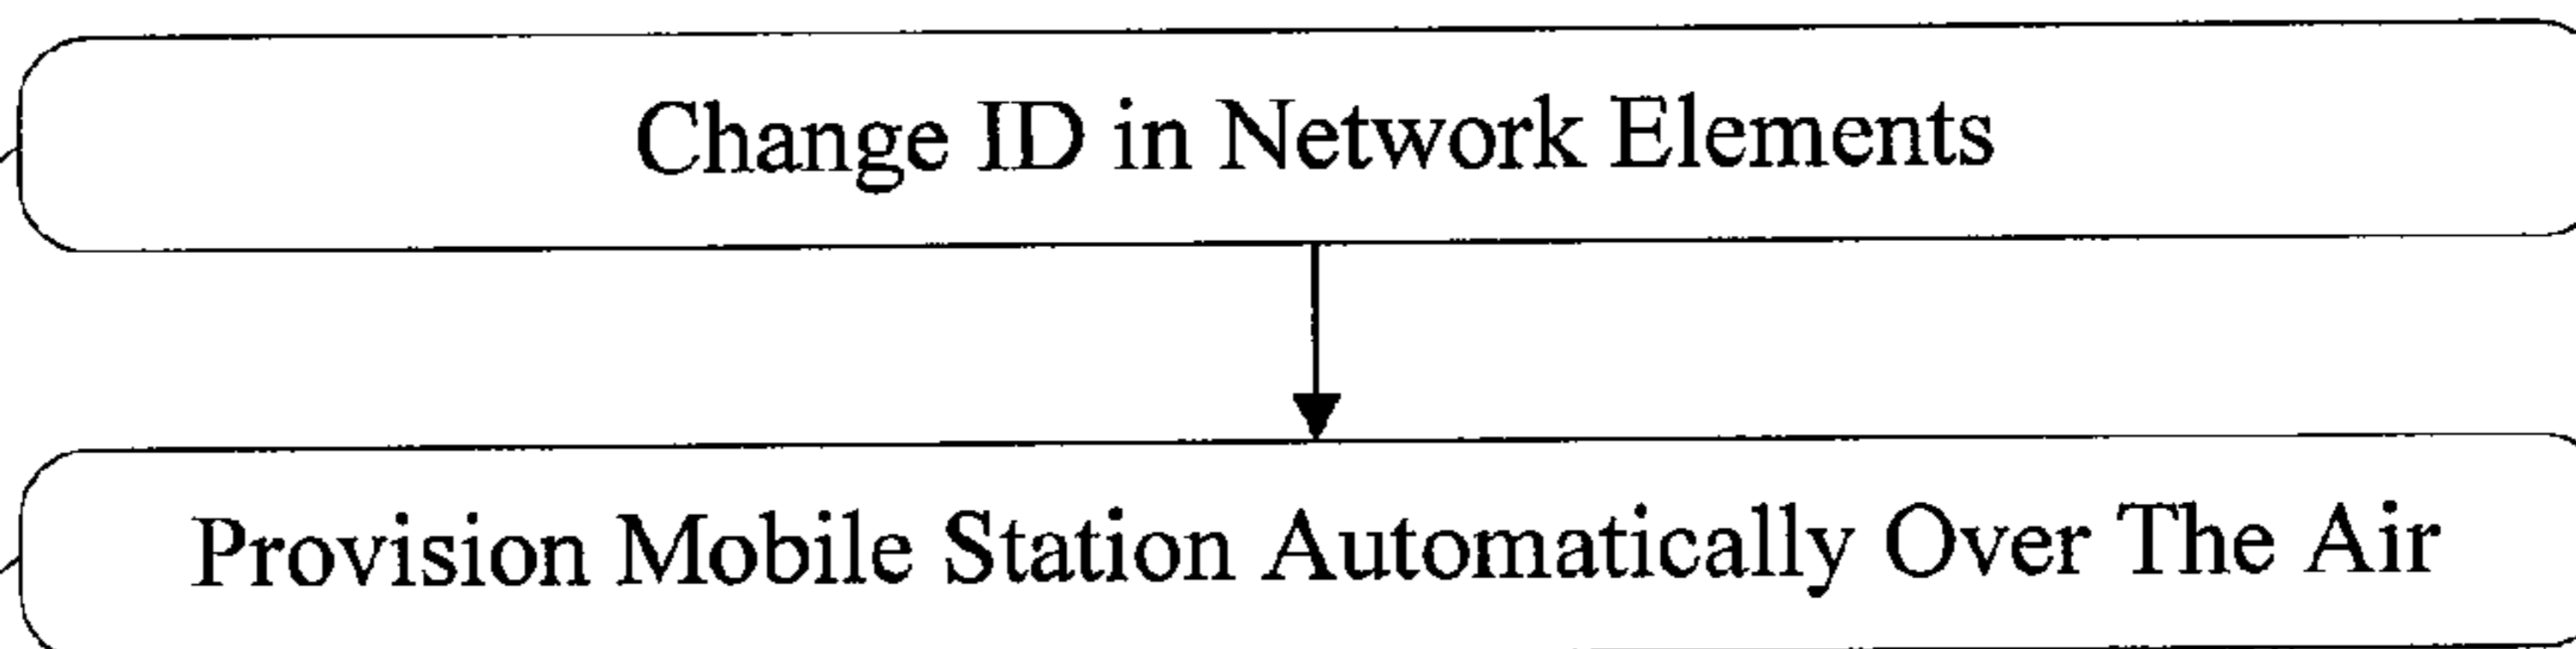 Change ID in Network Elements
Provision Mobile Station Automatically Over The Air